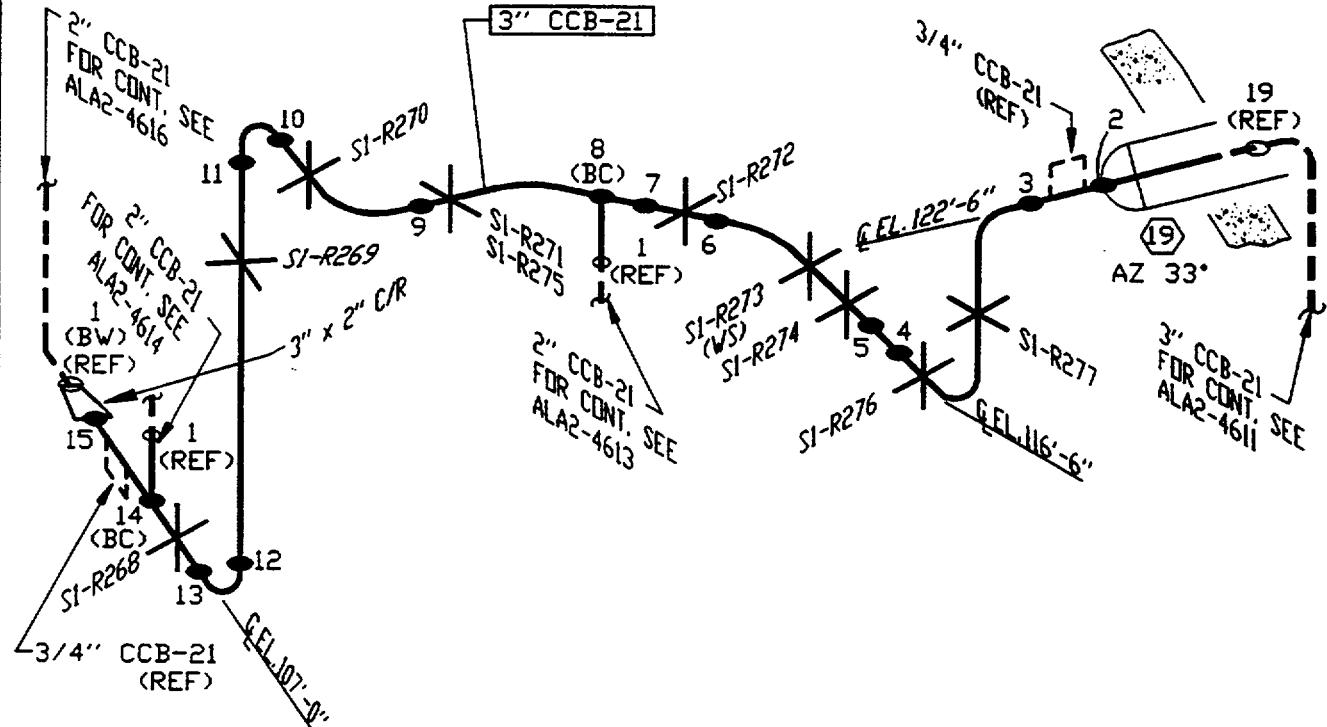 2" CCB-21
FOR CONT. SEE
ALA2-4616
3" CCB-21
3/4" CCB-21
(REF)
2
19
(REF)
10
S1-R270
11
8
(BC)
7
S1-R272
3
9
S1-R271
S1-R275
1
(REF)
6
℄ EL. 122'-6"
19
AZ 33°
2" CCB-21
FOR CONT. SEE
ALA2-4614
S1-R269
1
(BW)
(REF)
3" x 2" C/R
S1-R273
(WS)
S1-R274
5
4
S1-R277
2" CCB-21
FOR CONT. SEE
ALA2-4613
3" CCB-21
FOR CONT. SEE
ALA2-4611
S1-R276
℄ EL. 116'-6"
15
1
(REF)
14
(BC)
S1-R268
13
12
3/4" CCB-21
(REF)
℄ EL. 107'-0"